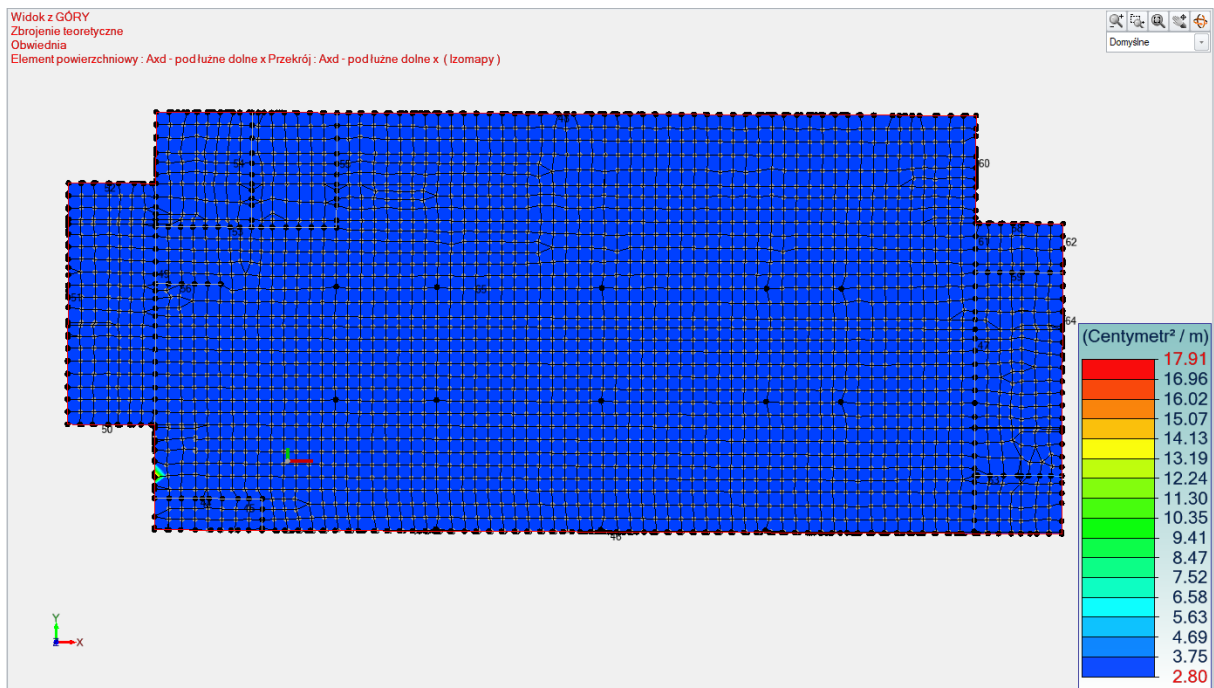 Widok z GÓRY
Zbrojenie teoretyczne
Obwiednia
Element powierzchniowy : Axd - podłużne dolne x Przekrój : Axd - podłużne dolne x ( Izomapy )
Domyślne
60
62
64
50
(Centymetr² / m)
17.91
16.96
16.02
15.07
14.13
13.19
12.24
11.30
10.35
9.41
8.47
7.52
6.58
5.63
4.69
3.75
2.80
Y
Z
X